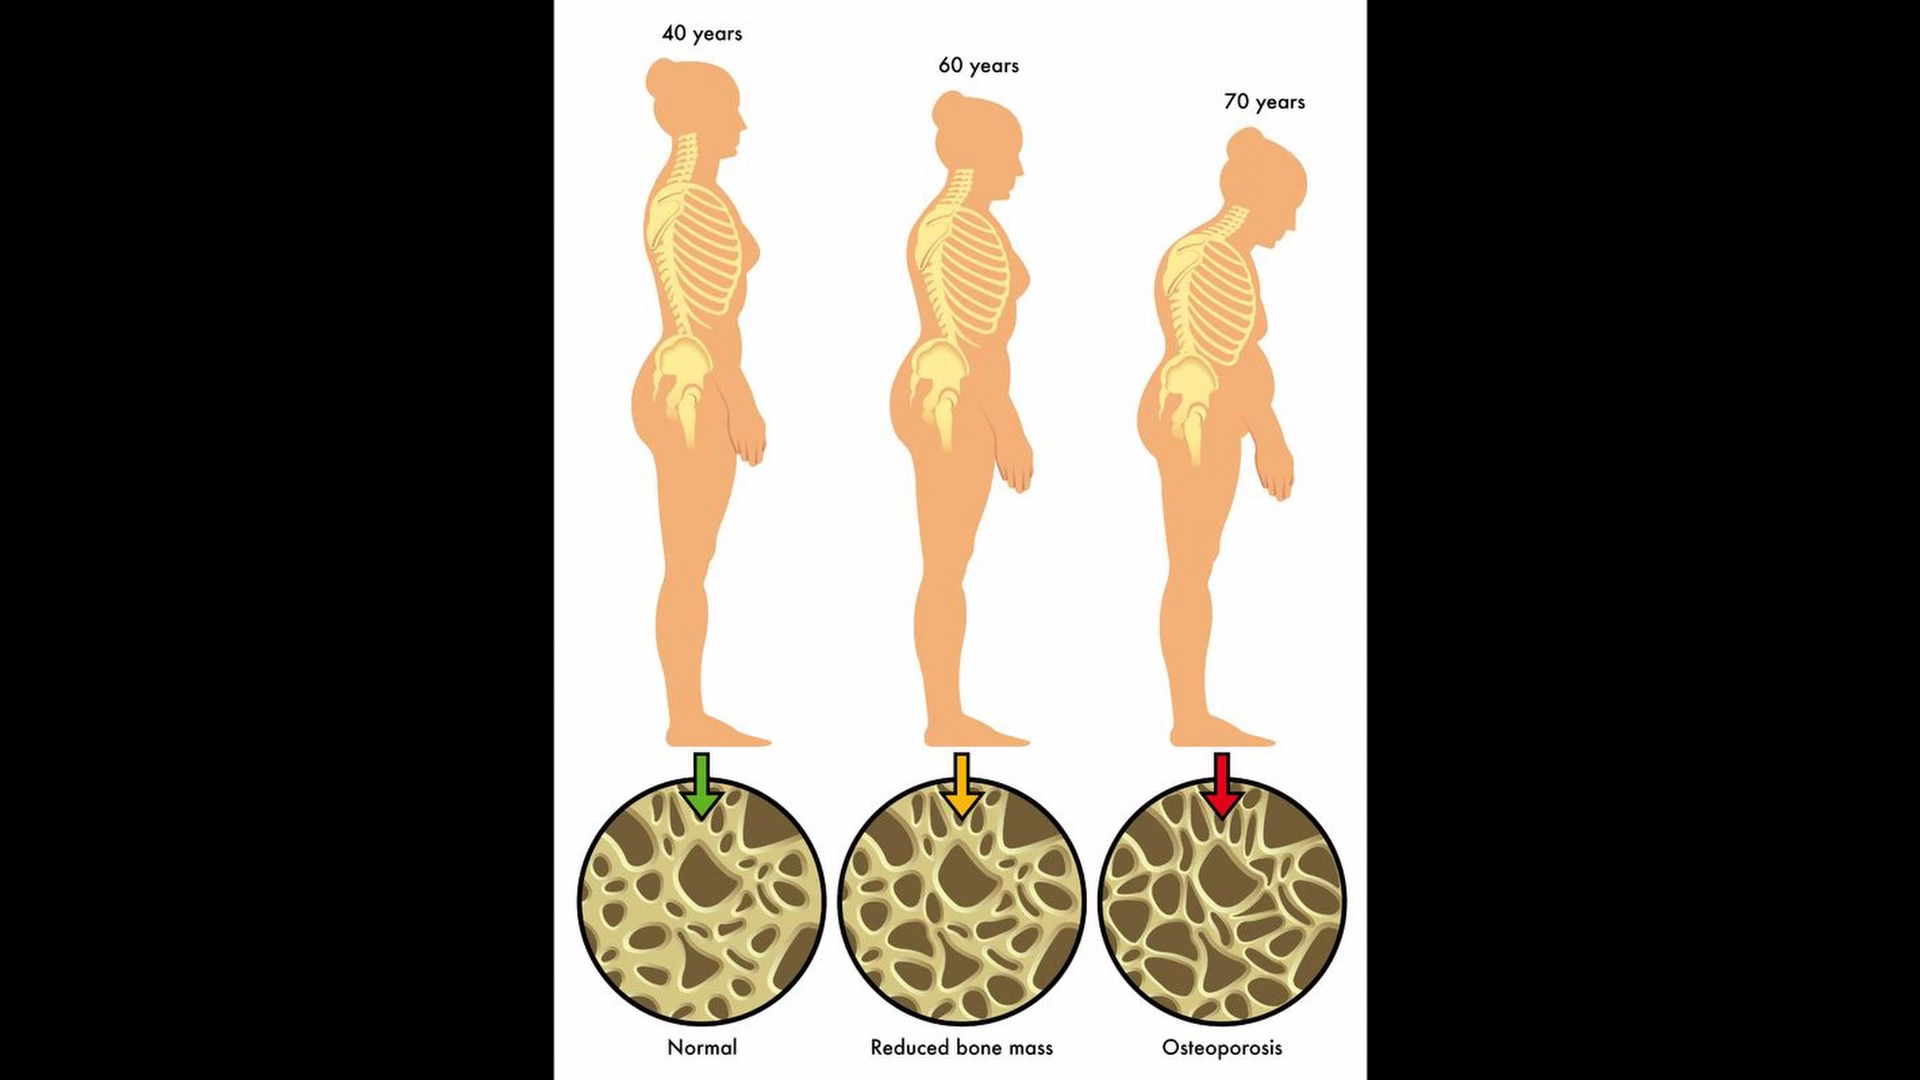 40 years
60 years
70 years
Normal
Reduced bone mass
Osteoporosis